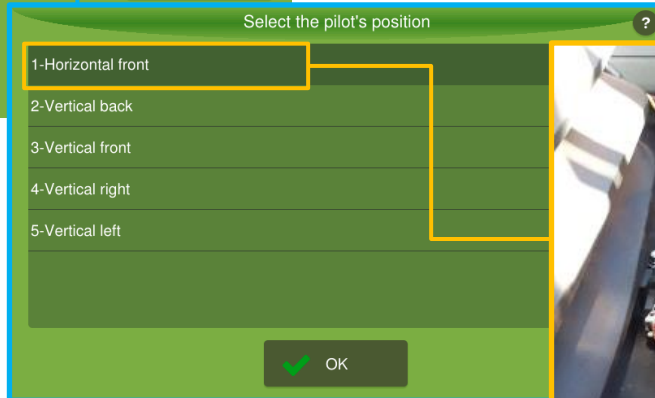 Select the pilot's position
?
1-Horizontal front
2-Vertical back
3-Vertical front
4-Vertical right
5-Vertical left
OK